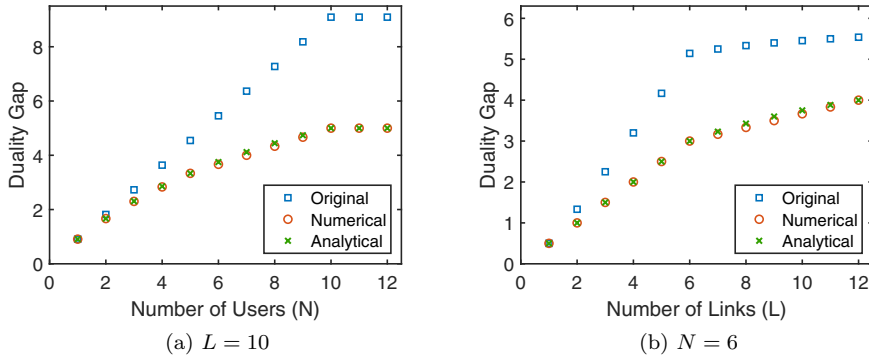 Duality Gap
8
6
4
2
0
0 2 4 6 8 10 12
Number of Users (N)
Original
Numerical
Analytical
(a) L = 10
Duality Gap
6
5
4
3
2
1
0
0 2 4 6 8 10 12
Number of Links (L)
Original
Numerical
Analytical
(b) N = 6